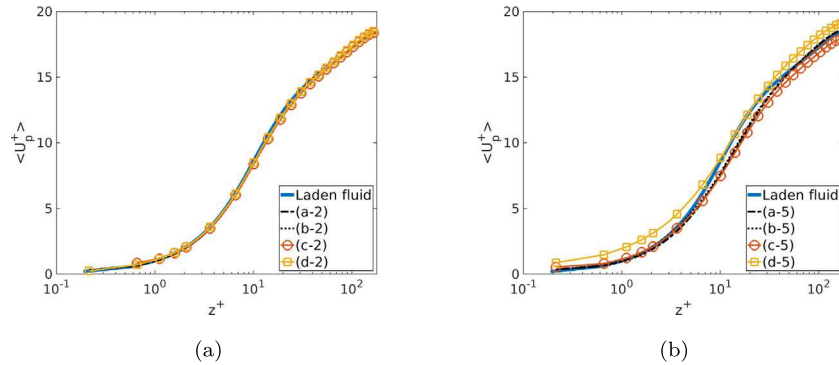 20
15
10
5
0
<U_p^+>
Laden fluid
(a-2)
(b-2)
(c-2)
(d-2)
10^-1 10^0 10^1 10^2
z^+
(a)
20
15
10
5
0
<U_p^+>
Laden fluid
(a-5)
(b-5)
(c-5)
(d-5)
10^-1 10^0 10^1 10^2
z^+
(b)